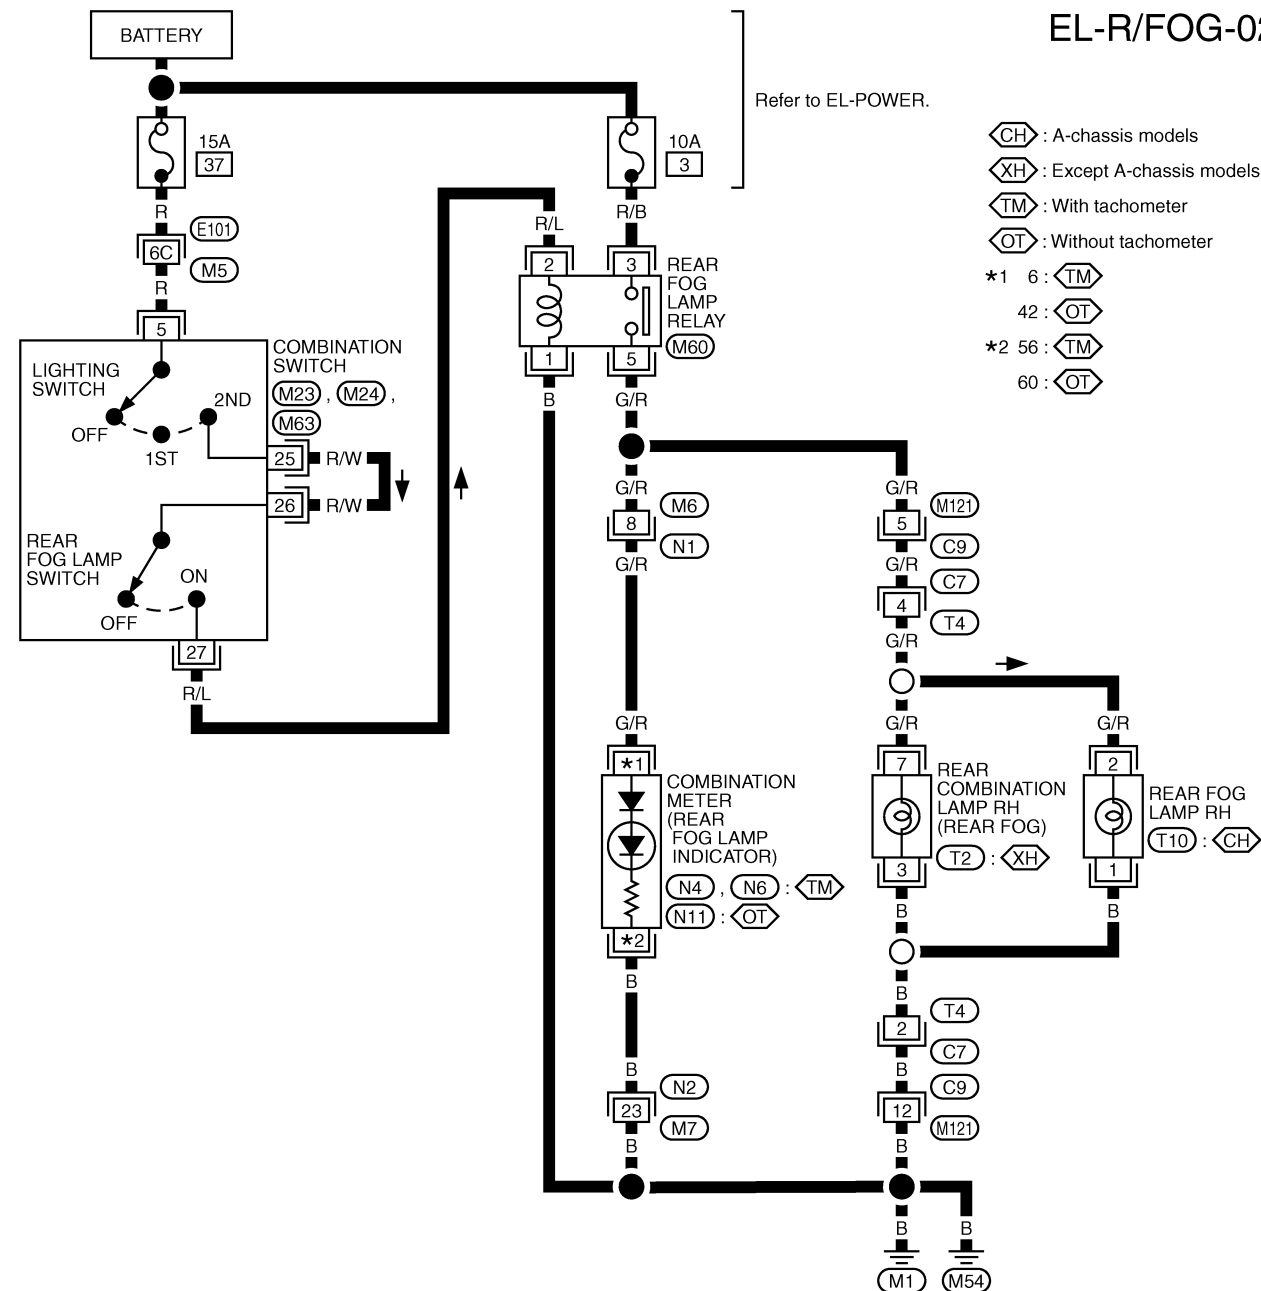 EL-R/FOG-02
BATTERY
Refer to EL-POWER.
15A
37
10A
3
CH : A-chassis models
XH : Except A-chassis models
TM : With tachometer
OT : Without tachometer
*1 6 : TM
42 : OT
*2 56 : TM
60 : OT
R
E101
6C
M5
R
5
R/L
R/B
2
3
REAR
FOG
LAMP
RELAY
M60
1
5
B
G/R
COMBINATION
SWITCH
M23 , M24 ,
M63
LIGHTING
SWITCH
2ND
OFF
1ST
25
R/W
26
R/W
REAR
FOG LAMP
SWITCH
ON
OFF
27
R/L
G/R
M6
8
N1
G/R
G/R
M121
5
C9
G/R
C7
4
T4
G/R
G/R
G/R
G/R
*1
COMBINATION
METER
(REAR
FOG LAMP
INDICATOR)
N4 , N6 : TM
N11 : OT
*2
7
REAR
COMBINATION
LAMP RH
(REAR FOG)
T2 : XH
3
2
REAR FOG
LAMP RH
T10 : CH
1
B
B
B
B
T4
2
C7
B
B
C9
N2
23
M7
12
M121
B
B
B
B
M1
M54